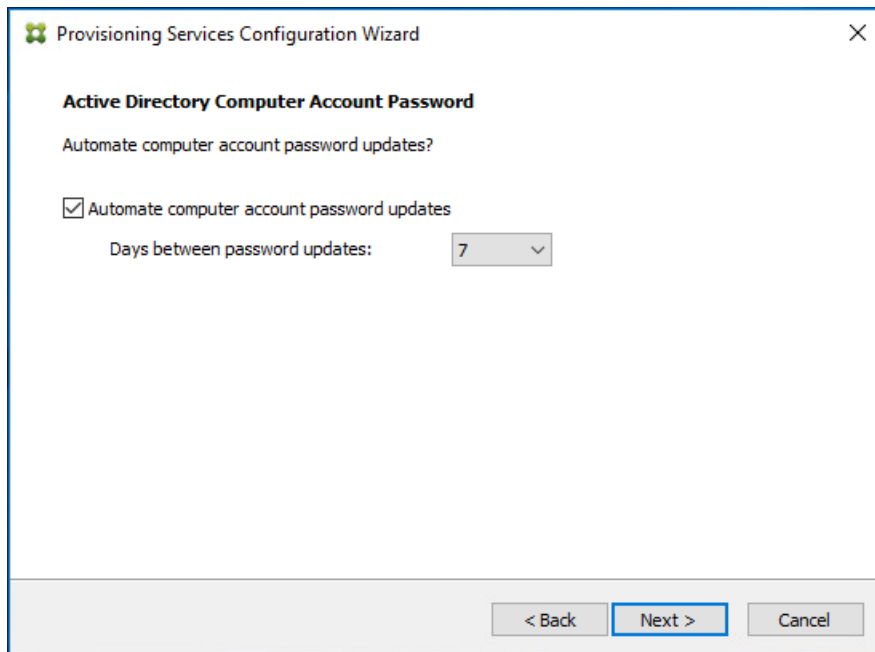 Provisioning Services Configuration Wizard
Active Directory Computer Account Password
Automate computer account password updates?
Automate computer account password updates
Days between password updates: 7
< Back Next > Cancel